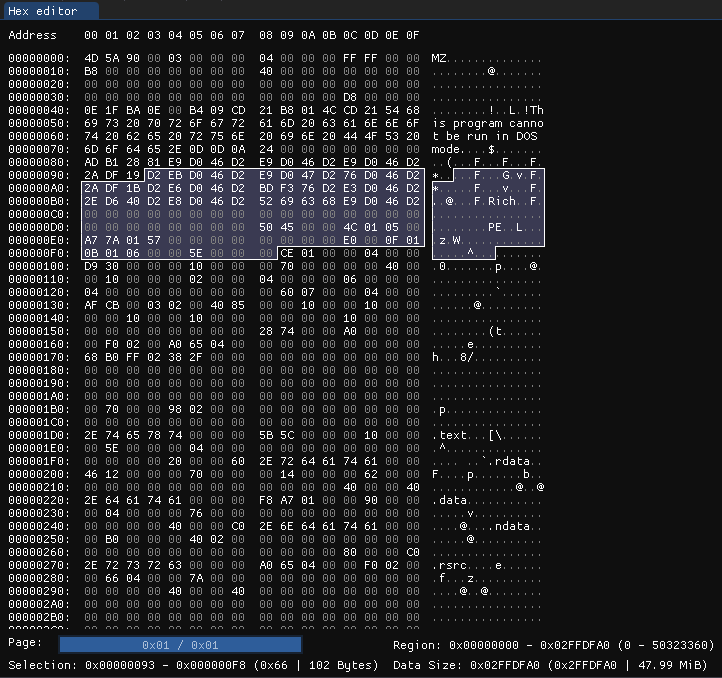 Hex editor
Address 00 01 02 03 04 05 06 07 08 09 0A 0B 0C 0D 0E 0F
00000000: 4D 5A 90 00 03 00 00 00 04 00 00 00 FF FF 00 00 MZ..............
00000010: B8 00 00 00 00 00 00 00 40 00 00 00 00 00 00 00 ........@.......
00000020: 00 00 00 00 00 00 00 00 00 00 00 00 00 00 00 00 ................
00000030: 00 00 00 00 00 00 00 00 00 00 00 00 D8 00 00 00 ................
00000040: 0E 1F BA 0E 00 B4 09 CD 21 B8 01 4C CD 21 54 68 ........!..L.!Th
00000050: 69 73 20 70 72 6F 67 72 61 6D 20 63 61 6E 6E 6F is program canno
00000060: 74 20 62 65 20 72 75 6E 20 69 6E 20 44 4F 53 20 t be run in DOS
00000070: 6D 6F 64 65 2E 0D 0D 0A 24 00 00 00 00 00 00 00 mode....$.......
00000080: AD B1 28 81 E9 D0 46 D2 E9 D0 46 D2 E9 D0 46 D2 ..(...F...F...F.
00000090: 2A DF 19 D2 EB D0 46 D2 E9 D0 47 D2 76 D0 46 D2 *.....F...G.v.F.
000000A0: 2A DF 1B D2 E6 D0 46 D2 BD F3 76 D2 E3 D0 46 D2 *.....F...v...F.
000000B0: 2E D6 40 D2 E8 D0 46 D2 52 69 63 68 E9 D0 46 D2 ..@...F.Rich..F.
000000C0: 00 00 00 00 00 00 00 00 00 00 00 00 00 00 00 00 ................
000000D0: 00 00 00 00 00 00 00 00 50 45 00 00 4C 01 05 00 ........PE..L...
000000E0: A7 7A 01 57 00 00 00 00 00 00 00 00 E0 00 0F 01 .z.W............
000000F0: 0B 01 06 00 00 5E 00 00 00 CE 01 00 00 04 00 00 .....^..........
00000100: D9 30 00 00 00 10 00 00 00 70 00 00 00 00 40 00 .0.......p....@.
00000110: 00 10 00 00 00 02 00 00 04 00 00 00 06 00 00 00 ................
00000120: 04 00 00 00 00 00 00 00 00 60 07 00 00 04 00 00 .........`......
00000130: AF CB 00 03 02 00 40 85 00 00 10 00 00 10 00 00 ......@.........
00000140: 00 00 10 00 00 10 00 00 00 00 00 00 10 00 00 00 ................
00000150: 00 00 00 00 00 00 00 00 28 74 00 00 A0 00 00 00 ........(t......
00000160: 00 F0 02 00 A0 65 04 00 00 00 00 00 00 00 00 00 .....e..........
00000170: 68 B0 FF 02 38 2F 00 00 00 00 00 00 00 00 00 00 h...8/..........
00000180: 00 00 00 00 00 00 00 00 00 00 00 00 00 00 00 00 ................
00000190: 00 00 00 00 00 00 00 00 00 00 00 00 00 00 00 00 ................
000001A0: 00 00 00 00 00 00 00 00 00 00 00 00 00 00 00 00 ................
000001B0: 00 70 00 00 98 02 00 00 00 00 00 00 00 00 00 00 .p..............
000001C0: 00 00 00 00 00 00 00 00 00 00 00 00 00 00 00 00 ................
000001D0: 2E 74 65 78 74 00 00 00 5B 5C 00 00 00 10 00 00 .text...[\......
000001E0: 00 5E 00 00 00 04 00 00 00 00 00 00 00 00 00 00 .^..............
000001F0: 00 00 00 00 20 00 00 60 2E 72 64 61 74 61 00 00 .... ..`.rdata..
00000200: 46 12 00 00 00 70 00 00 00 14 00 00 00 62 00 00 F....p.......b..
00000210: 00 00 00 00 00 00 00 00 00 00 00 00 40 00 00 40 ............@..@
00000220: 2E 64 61 74 61 00 00 00 F8 A7 01 00 00 90 00 00 .data...........
00000230: 00 04 00 00 00 76 00 00 00 00 00 00 00 00 00 00 .....v..........
00000240: 00 00 00 00 40 00 00 C0 2E 6E 64 61 74 61 00 00 ....@....ndata..
00000250: 00 B0 00 00 00 40 02 00 00 00 00 00 00 00 00 00 .....@..........
00000260: 00 00 00 00 00 00 00 00 00 00 00 00 80 00 00 C0 ................
00000270: 2E 72 73 72 63 00 00 00 A0 65 04 00 00 F0 02 00 .rsrc....e......
00000280: 00 66 04 00 00 7A 00 00 00 00 00 00 00 00 00 00 .f...z..........
00000290: 00 00 00 00 40 00 00 40 00 00 00 00 00 00 00 00 ....@..@........
000002A0: 00 00 00 00 00 00 00 00 00 00 00 00 00 00 00 00 ................
000002B0: 00 00 00 00 00 00 00 00 00 00 00 00 00 00 00 00 ................
Page: 0x01 / 0x01 Region: 0x00000000 - 0x02FFDFA0 (0 - 50323360)
Selection: 0x00000093 - 0x000000F8 (0x66 | 102 Bytes) Data Size: 0x02FFDFA0 (0x2FFDFA0 | 47.99 MiB)